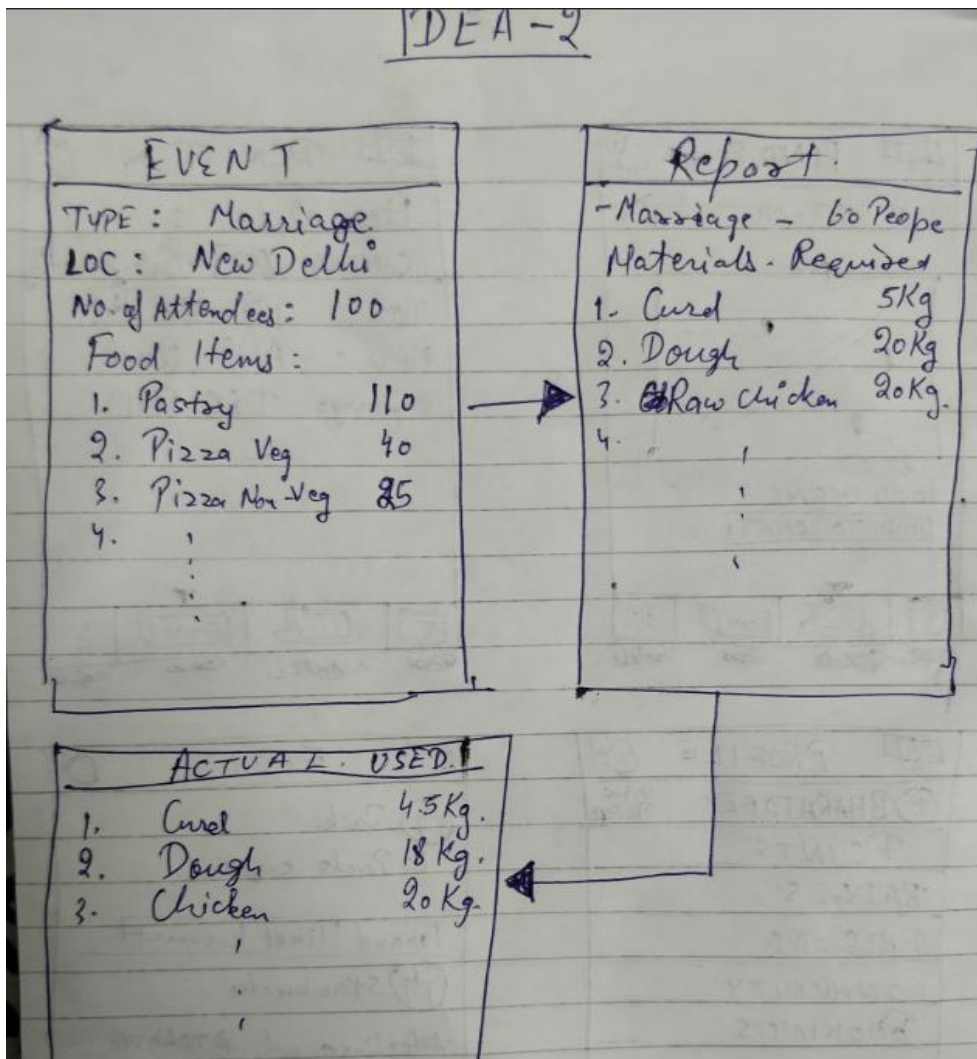 IDEA-2
EVENT
TYPE: Marriage
LOC: New Delhi
No. of Attendees: 100
Food Items:
1. Pastry 110
2. Pizza Veg 40
3. Pizza Non-Veg 25
4.
Report.
- Marriage - 60 Peope
Materials. Required
1. Curd 5Kg
2. Dough 20Kg
3. Raw chicken 20Kg.
4.
ACTUAL. USED.
1. Curd 4.5Kg.
2. Dough 18 Kg.
3. Chicken 20 Kg.